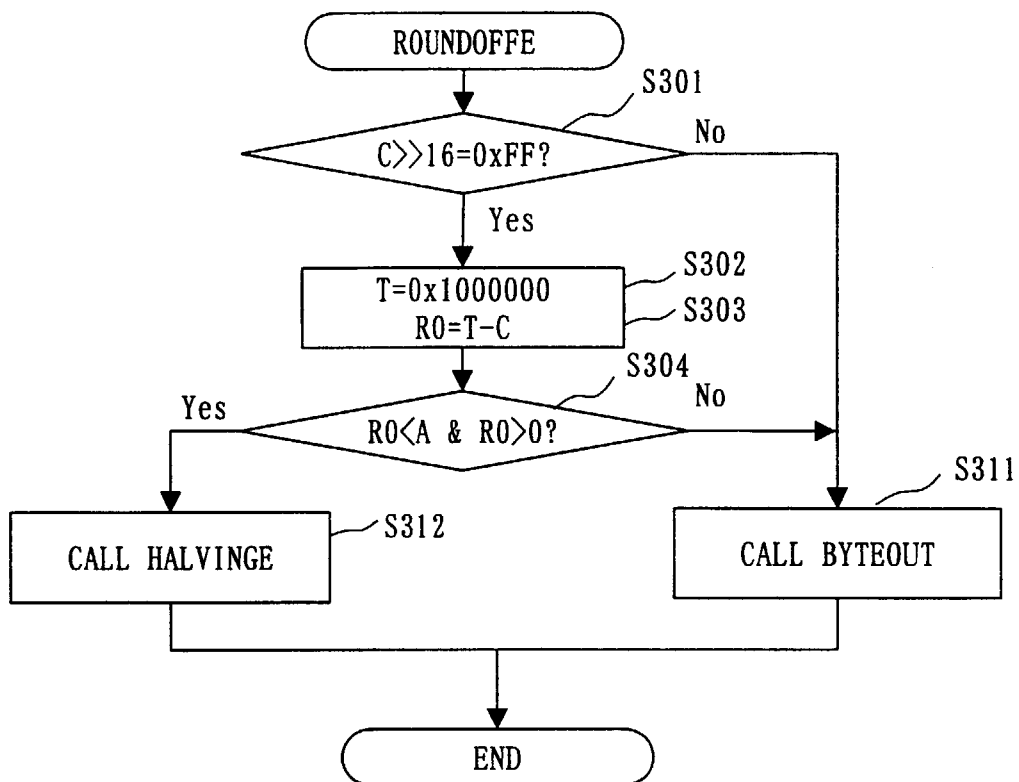 ROUNDOFFE
S301
C>>16=0xFF?
No
Yes
T=0x1000000
S302
R0=T-C
S303
S304
Yes
R0<A & R0>0?
No
S311
CALL HALVINGE
S312
CALL BYTEOUT
END